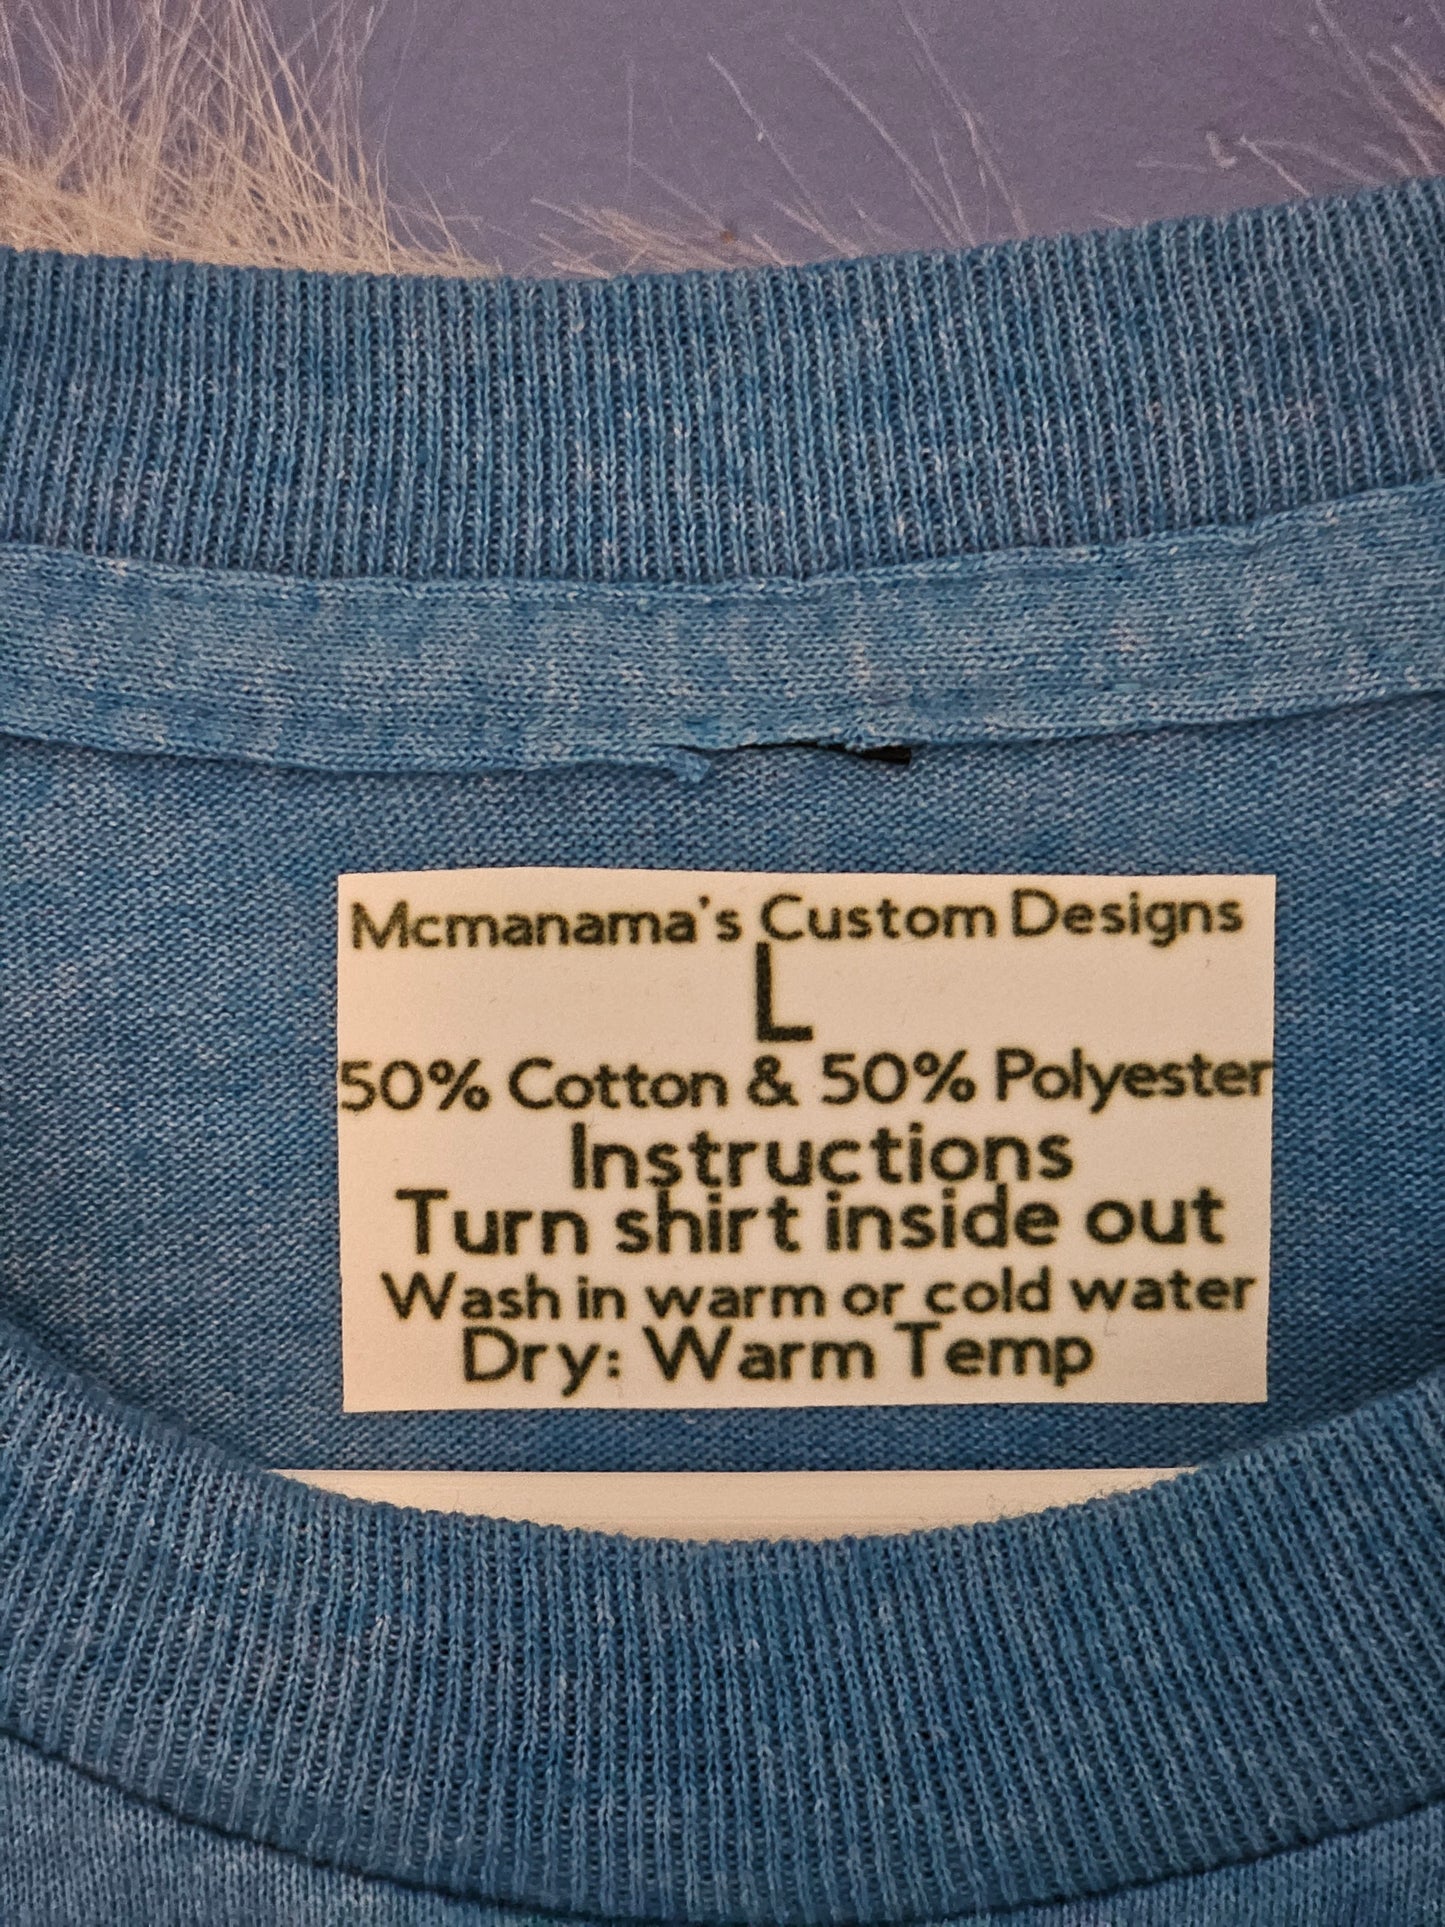 Mcmanama's Custom Designs
L
50% Cotton & 50% Polyester
Instructions
Turn shirt inside out
Wash in warm or cold water
Dry: Warm Temp